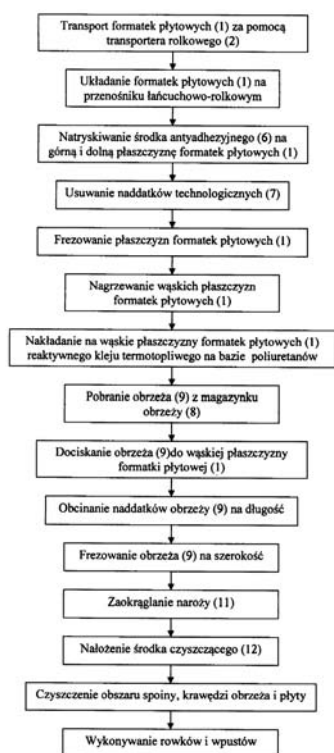 Transport formatek płytowych (1) za pomocą
transportera rolkowego (2)
Układanie formatek płytowych (1) na
przenośniku łańcuchowo-rolkowym
Natryskiwanie środka antyadhezyjnego (6) na
górną i dolną płaszczyznę formatek płytowych (1)
Usuwanie naddatków technologicznych (7)
Frezowanie płaszczyzn formatek płytowych (1)
Nagrzewanie wąskich płaszczyzn
formatek płytowych (1)
Nakładanie na wąskie płaszczyzny formatek płytowych (1)
reaktywnego kleju termotopliwego na bazie poliuretanów
Pobranie obrzeża (9) z magazynku
obrzeży (8)
Dociskanie obrzeża (9)do wąskiej płaszczyzny
formatki płytowej (1)
Obcinanie naddatków obrzeży (9) na długość
Frezowanie obrzeża (9) na szerokość
Zaokrąglanie naroży (11)
Nałożenie środka czyszczącego (12)
Czyszczenie obszaru spoiny, krawędzi obrzeża i płyty
Wykonywanie rowków i wpustów